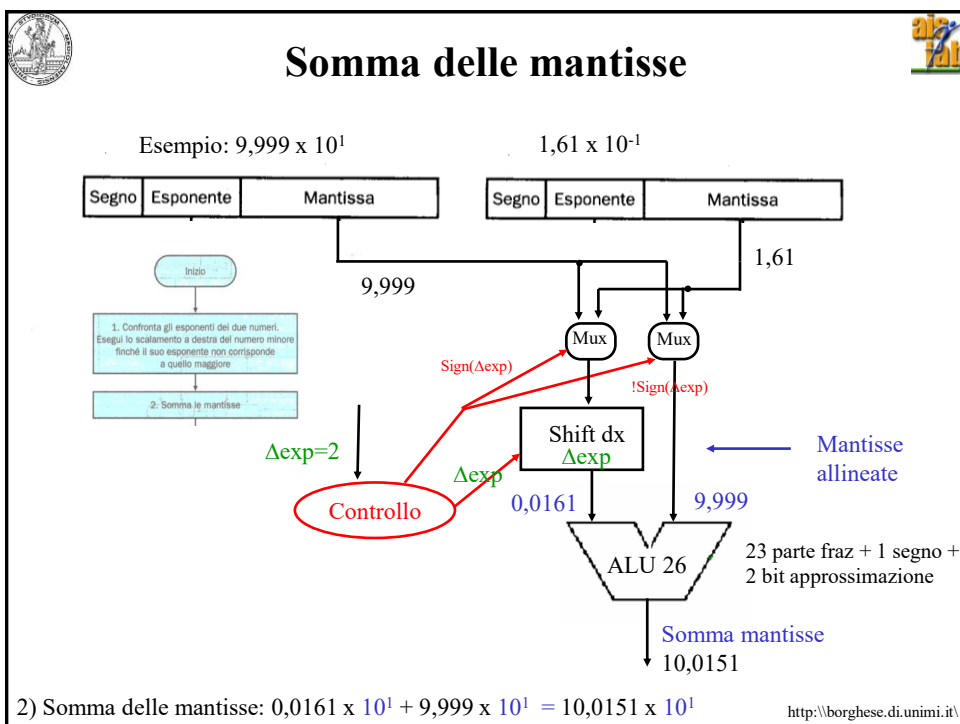 Somma delle mantisse
Esempio: 9,999 x 10¹
1,61 x 10⁻¹
Segno Esponente Mantissa
Segno Esponente Mantissa
9,999
1,61
Inizio
1. Confronta gli esponenti dei due numeri.
Esegui lo scalamento a destra del numero minore
finché il suo esponente non corrisponde
a quello maggiore
2. Somma le mantisse
Mux
Mux
Sign(Δexp)
!Sign(Δexp)
Shift dx
Δexp
Δexp=2
Δexp
Controllo
Mantisse
allineate
0,0161
9,999
ALU 26
23 parte fraz + 1 segno +
2 bit approssimazione
Somma mantisse
10,0151
2) Somma delle mantisse: 0,0161 x 10¹ + 9,999 x 10¹ = 10,0151 x 10¹
http:\\borghese.di.unimi.it\